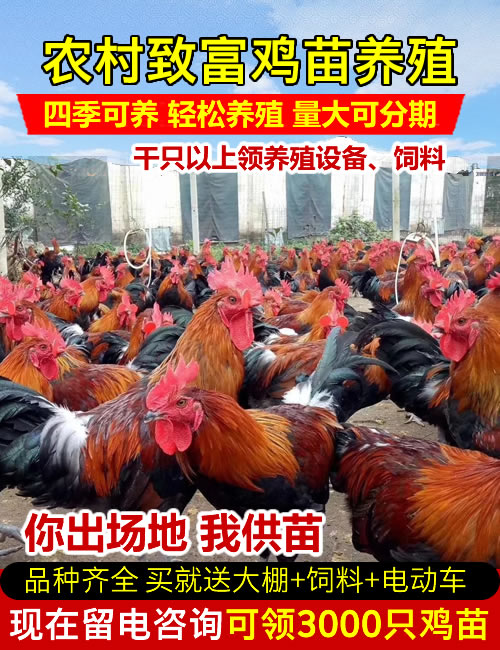 农村致富鸡苗养殖
四季可养 轻松养殖 量大可分期
干只以上领养殖设备、饲料
你出场地 我供苗
品种齐全 买就送大棚+饲料+电动车
现在留电咨询可领3000只鸡苗